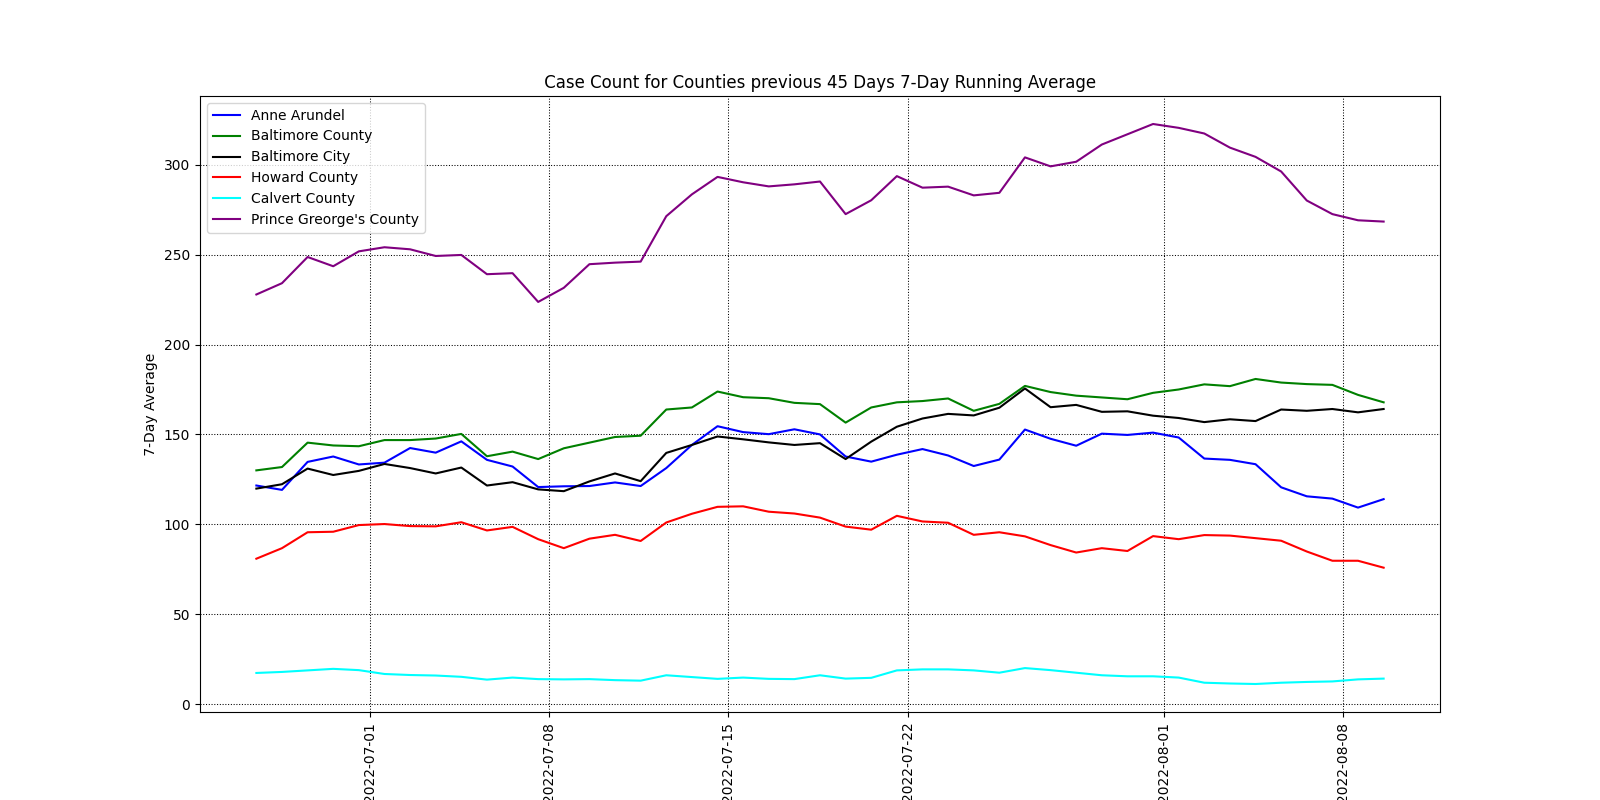 Case Count for Counties previous 45 Days 7-Day Running Average
Anne Arundel
Baltimore County
Baltimore City
Howard County
Calvert County
Prince Greorge's County
7-Day Average
300
250
200
150
100
50
0
2022-07-01
2022-07-08
2022-07-15
2022-07-22
2022-08-01
2022-08-08